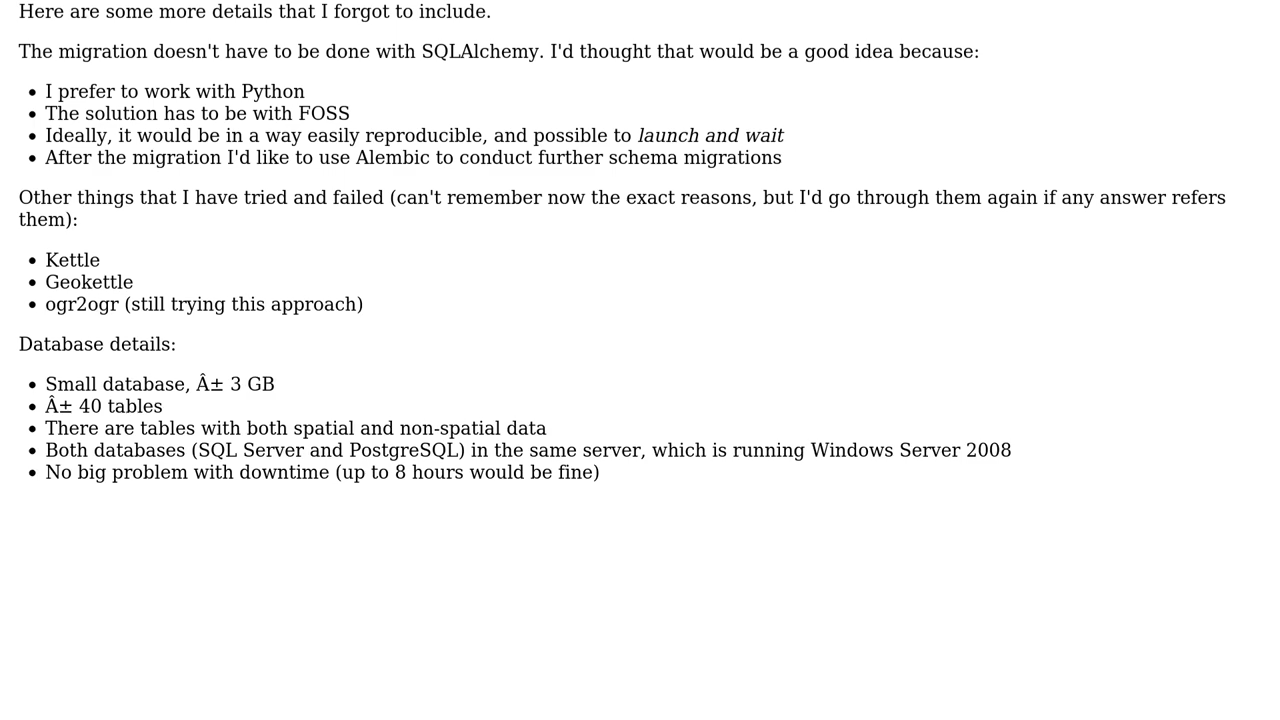 Here are some more details that I forgot to include.
The migration doesn't have to be done with SQLAlchemy. I'd thought that would be a good idea because:
• I prefer to work with Python
• The solution has to be with FOSS
• Ideally, it would be in a way easily reproducible, and possible to launch and wait
• After the migration I'd like to use Alembic to conduct further schema migrations
Other things that I have tried and failed (can't remember now the exact reasons, but I'd go through them again if any answer refers
them):
• Kettle
• Geokettle
• ogr2ogr (still trying this approach)
Database details:
• Small database, Â± 3 GB
• Â± 40 tables
• There are tables with both spatial and non-spatial data
• Both databases (SQL Server and PostgreSQL) in the same server, which is running Windows Server 2008
• No big problem with downtime (up to 8 hours would be fine)